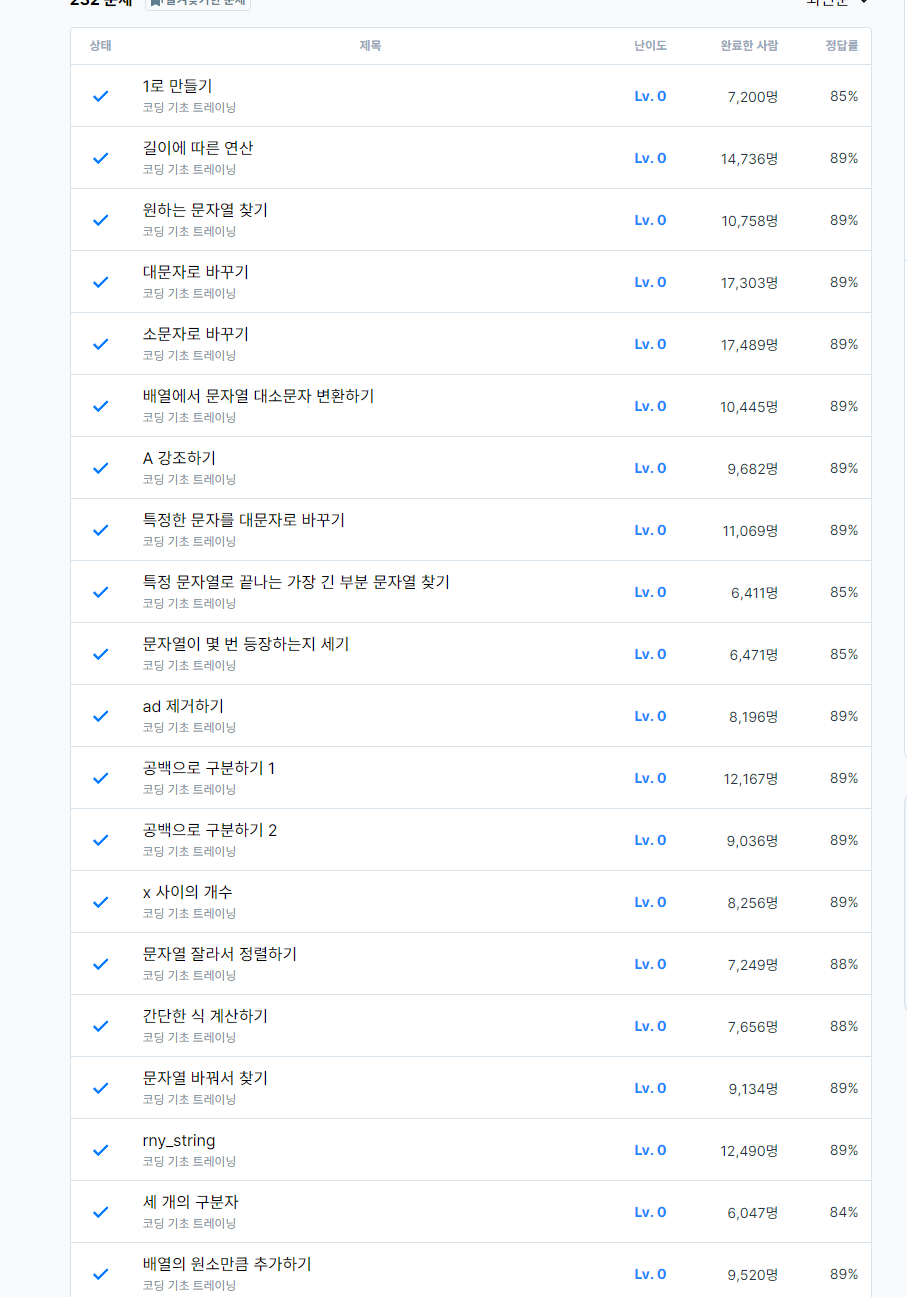 232 문제 즐겨찾기한 문제 최신순
상태 제목 난이도 완료한 사람 정답률
1로 만들기
코딩 기초 트레이닝
Lv. 0 7,200명 85%
길이에 따른 연산
코딩 기초 트레이닝
Lv. 0 14,736명 89%
원하는 문자열 찾기
코딩 기초 트레이닝
Lv. 0 10,758명 89%
대문자로 바꾸기
코딩 기초 트레이닝
Lv. 0 17,303명 89%
소문자로 바꾸기
코딩 기초 트레이닝
Lv. 0 17,489명 89%
배열에서 문자열 대소문자 변환하기
코딩 기초 트레이닝
Lv. 0 10,445명 89%
A 강조하기
코딩 기초 트레이닝
Lv. 0 9,682명 89%
특정한 문자를 대문자로 바꾸기
코딩 기초 트레이닝
Lv. 0 11,069명 89%
특정 문자열로 끝나는 가장 긴 부분 문자열 찾기
코딩 기초 트레이닝
Lv. 0 6,411명 85%
문자열이 몇 번 등장하는지 세기
코딩 기초 트레이닝
Lv. 0 6,471명 85%
ad 제거하기
코딩 기초 트레이닝
Lv. 0 8,196명 89%
공백으로 구분하기 1
코딩 기초 트레이닝
Lv. 0 12,167명 89%
공백으로 구분하기 2
코딩 기초 트레이닝
Lv. 0 9,036명 89%
x 사이의 개수
코딩 기초 트레이닝
Lv. 0 8,256명 89%
문자열 잘라서 정렬하기
코딩 기초 트레이닝
Lv. 0 7,249명 88%
간단한 식 계산하기
코딩 기초 트레이닝
Lv. 0 7,656명 88%
문자열 바꿔서 찾기
코딩 기초 트레이닝
Lv. 0 9,134명 89%
rny_string
코딩 기초 트레이닝
Lv. 0 12,490명 89%
세 개의 구분자
코딩 기초 트레이닝
Lv. 0 6,047명 84%
배열의 원소만큼 추가하기
코딩 기초 트레이닝
Lv. 0 9,520명 89%